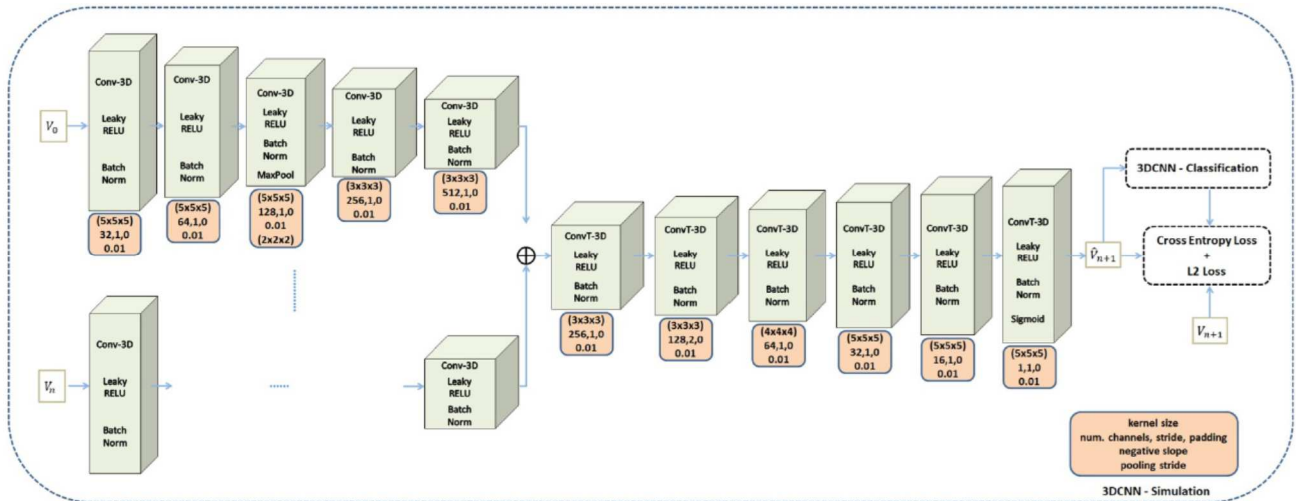 V₀
Conv-3D
Leaky
RELU
Batch
Norm
(5x5x5)
32,1,0
0.01
Conv-3D
Leaky
RELU
Batch
Norm
(5x5x5)
64,1,0
0.01
Conv-3D
Leaky
RELU
Batch
Norm
MaxPool
(5x5x5)
128,1,0
0.01
(2x2x2)
Conv-3D
Leaky
RELU
Batch
Norm
(3x3x3)
256,1,0
0.01
Conv-3D
Leaky
RELU
Batch
Norm
(3x3x3)
512,1,0
0.01
Vₙ
Conv-3D
Leaky
RELU
Batch
Norm
......
Conv-3D
Leaky
RELU
Batch
Norm
⊕
ConvT-3D
Leaky
RELU
Batch
Norm
(3x3x3)
256,1,0
0.01
ConvT-3D
Leaky
RELU
Batch
Norm
(3x3x3)
128,2,0
0.01
ConvT-3D
Leaky
RELU
Batch
Norm
(4x4x4)
64,1,0
0.01
ConvT-3D
Leaky
RELU
Batch
Norm
(5x5x5)
32,1,0
0.01
ConvT-3D
Leaky
RELU
Batch
Norm
(5x5x5)
16,1,0
0.01
ConvT-3D
Leaky
RELU
Batch
Norm
Sigmoid
(5x5x5)
1,1,0
0.01
V̂ₙ₊₁
3DCNN - Classification
Cross Entropy Loss
+
L2 Loss
Vₙ₊₁
kernel size
num. channels, stride, padding
negative slope
pooling stride
3DCNN - Simulation